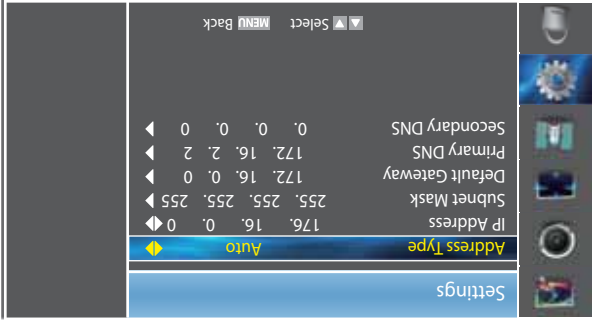 Settings
Address Type Auto
IP Address 176. 16. 0. 0
Subnet Mask 255. 255. 255. 255
Default Gateway 172. 16. 0. 0
Primary DNS 172. 16. 2. 2
Secondary DNS 0. 0. 0. 0
Select MENU Back